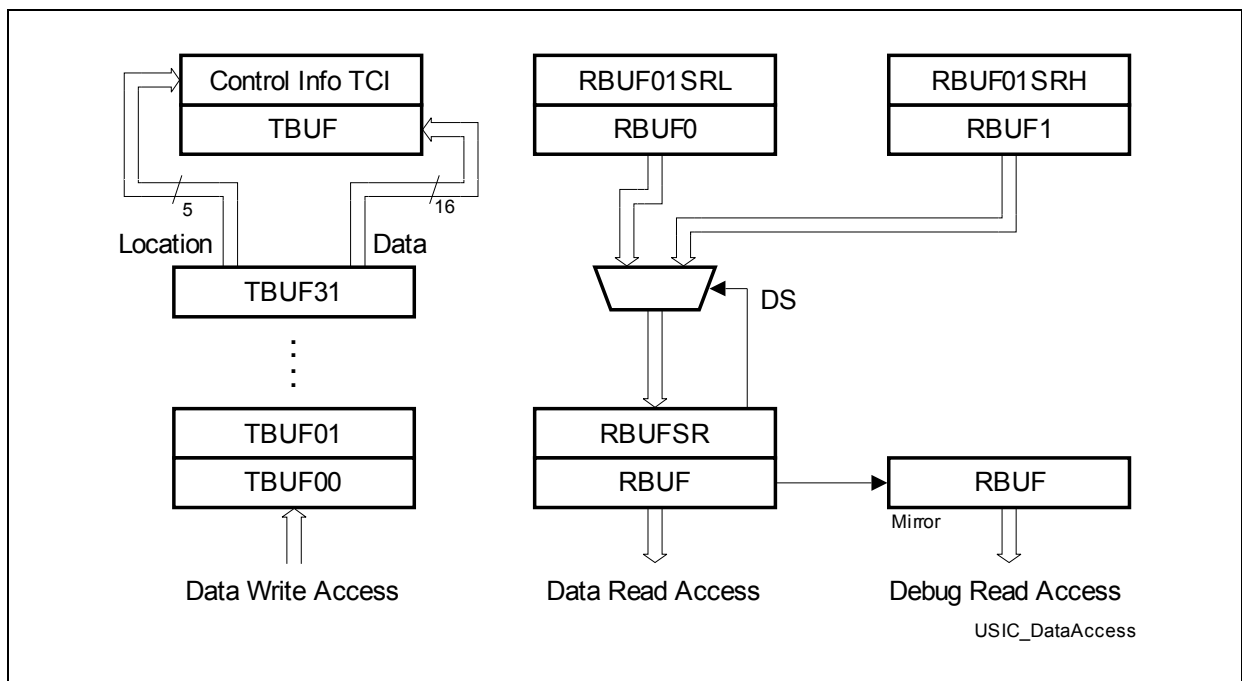 Control Info TCI
TBUF
5
16
Location
Data
TBUF31
TBUF01
TBUF00
Data Write Access
RBUF01SRL
RBUF0
RBUF01SRH
RBUF1
DS
RBUFSR
RBUF
RBUF
Mirror
Data Read Access
Debug Read Access
USIC_DataAccess